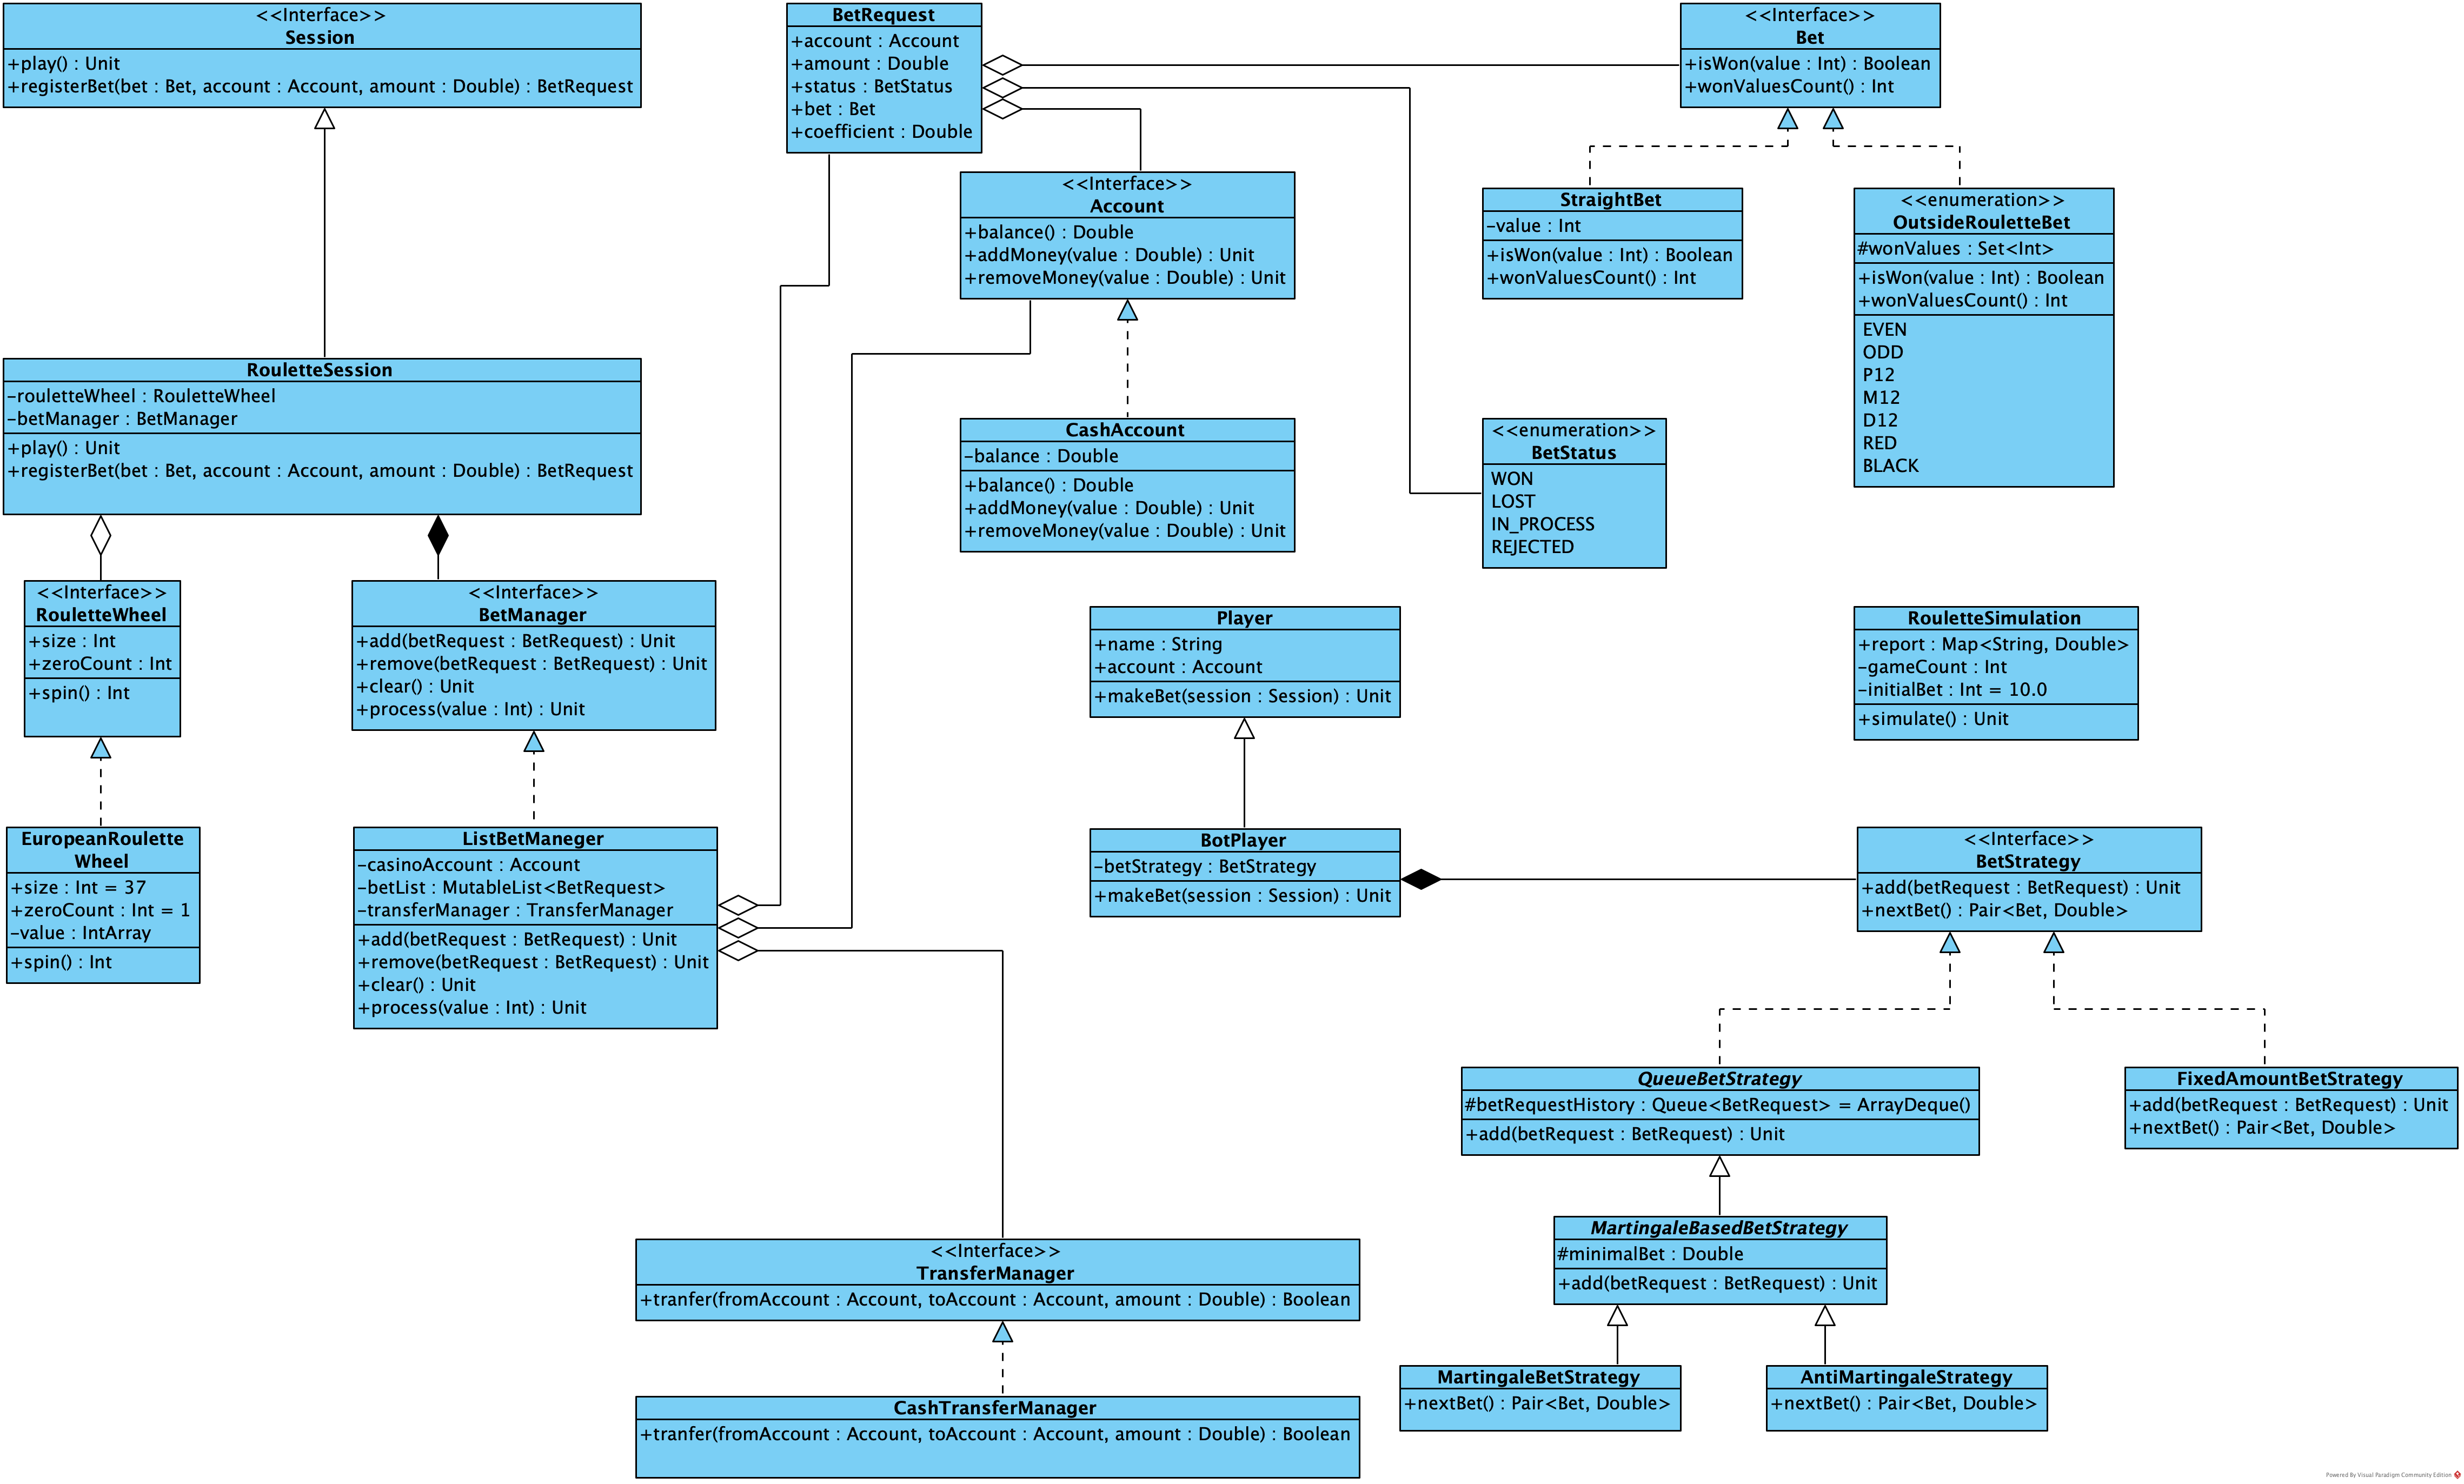 <<Interface>>
Session
+play() : Unit
+registerBet(bet : Bet, account : Account, amount : Double) : BetRequest
BetRequest
+account : Account
+amount : Double
+status : BetStatus
+bet : Bet
+coefficient : Double
<<Interface>>
Bet
+isWon(value : Int) : Boolean
+wonValuesCount() : Int
<<Interface>>
Account
+balance() : Double
+addMoney(value : Double) : Unit
+removeMoney(value : Double) : Unit
StraightBet
-value : Int
+isWon(value : Int) : Boolean
+wonValuesCount() : Int
<<enumeration>>
OutsideRouletteBet
#wonValues : Set<Int>
+isWon(value : Int) : Boolean
+wonValuesCount() : Int
EVEN
ODD
P12
M12
D12
RED
BLACK
RouletteSession
-rouletteWheel : RouletteWheel
-betManager : BetManager
+play() : Unit
+registerBet(bet : Bet, account : Account, amount : Double) : BetRequest
CashAccount
-balance : Double
+balance() : Double
+addMoney(value : Double) : Unit
+removeMoney(value : Double) : Unit
<<enumeration>>
BetStatus
WON
LOST
IN_PROCESS
REJECTED
<<Interface>>
RouletteWheel
+size : Int
+zeroCount : Int
+spin() : Int
<<Interface>>
BetManager
+add(betRequest : BetRequest) : Unit
+remove(betRequest : BetRequest) : Unit
+clear() : Unit
+process(value : Int) : Unit
Player
+name : String
+account : Account
+makeBet(session : Session) : Unit
RouletteSimulation
+report : Map<String, Double>
-gameCount : Int
-initialBet : Int = 10.0
+simulate() : Unit
EuropeanRoulette
Wheel
+size : Int = 37
+zeroCount : Int = 1
-value : IntArray
+spin() : Int
ListBetManeger
-casinoAccount : Account
-betList : MutableList<BetRequest>
-transferManager : TransferManager
+add(betRequest : BetRequest) : Unit
+remove(betRequest : BetRequest) : Unit
+clear() : Unit
+process(value : Int) : Unit
BotPlayer
-betStrategy : BetStrategy
+makeBet(session : Session) : Unit
<<Interface>>
BetStrategy
+add(betRequest : BetRequest) : Unit
+nextBet() : Pair<Bet, Double>
QueueBetStrategy
#betRequestHistory : Queue<BetRequest> = ArrayDeque()
+add(betRequest : BetRequest) : Unit
FixedAmountBetStrategy
+add(betRequest : BetRequest) : Unit
+nextBet() : Pair<Bet, Double>
MartingaleBasedBetStrategy
#minimalBet : Double
+add(betRequest : BetRequest) : Unit
<<Interface>>
TransferManager
+tranfer(fromAccount : Account, toAccount : Account, amount : Double) : Boolean
MartingaleBetStrategy
+nextBet() : Pair<Bet, Double>
AntiMartingaleStrategy
+nextBet() : Pair<Bet, Double>
CashTransferManager
+tranfer(fromAccount : Account, toAccount : Account, amount : Double) : Boolean
Powered By Visual Paradigm Community Edition